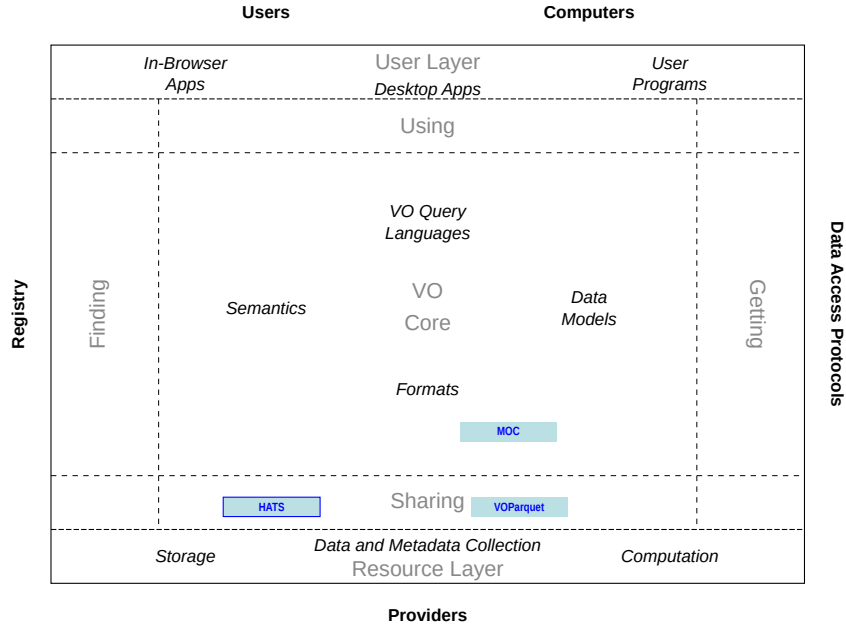 Users
Computers
In-Browser
Apps
User Layer
Desktop Apps
User
Programs
Using
VO Query
Languages
Registry
Finding
Semantics
VO
Core
Data
Models
Getting
Data Access Protocols
Formats
MOC
HATS
Sharing
VOParquet
Storage
Data and Metadata Collection
Resource Layer
Computation
Providers